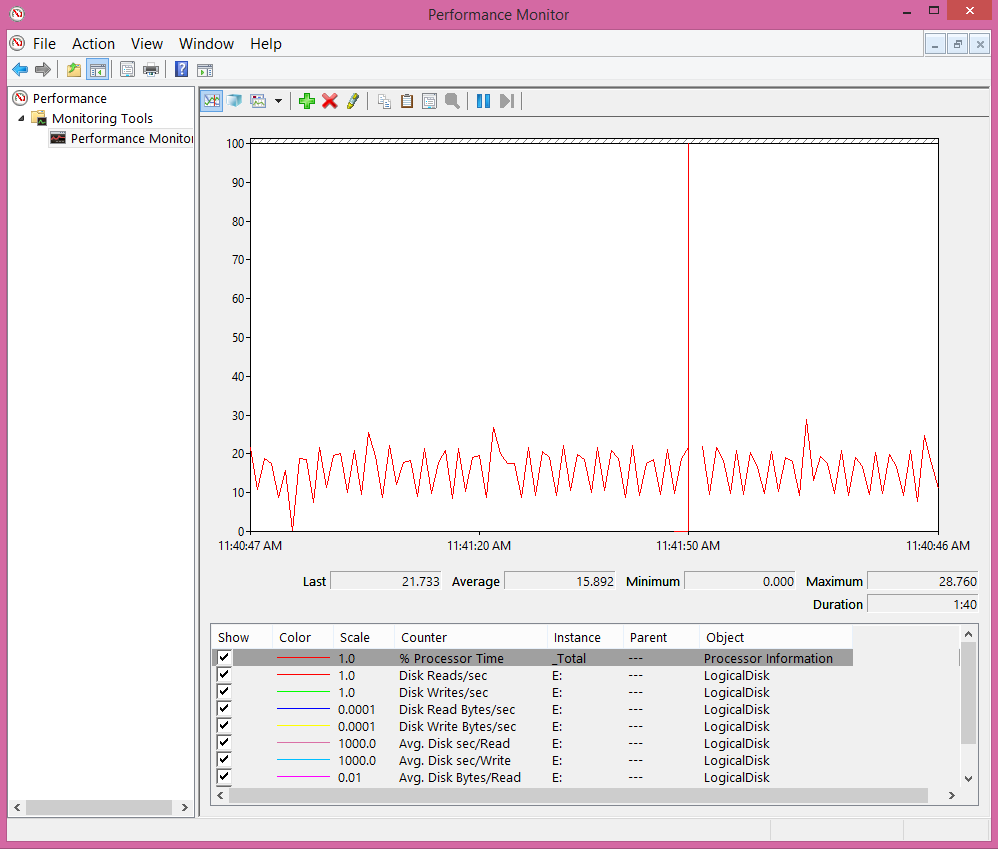 Performance Monitor
File Action View Window Help
Performance
Monitoring Tools
Performance Monitor
100
90
80
70
60
50
40
30
20
10
0
11:40:47 AM 11:41:20 AM 11:41:50 AM 11:40:46 AM
Last 21.733 Average 15.892 Minimum 0.000 Maximum 28.760
Duration 1:40
Show Color Scale Counter Instance Parent Object
1.0 % Processor Time _Total --- Processor Information
1.0 Disk Reads/sec E: --- LogicalDisk
1.0 Disk Writes/sec E: --- LogicalDisk
0.0001 Disk Read Bytes/sec E: --- LogicalDisk
0.0001 Disk Write Bytes/sec E: --- LogicalDisk
1000.0 Avg. Disk sec/Read E: --- LogicalDisk
1000.0 Avg. Disk sec/Write E: --- LogicalDisk
0.01 Avg. Disk Bytes/Read E: --- LogicalDisk